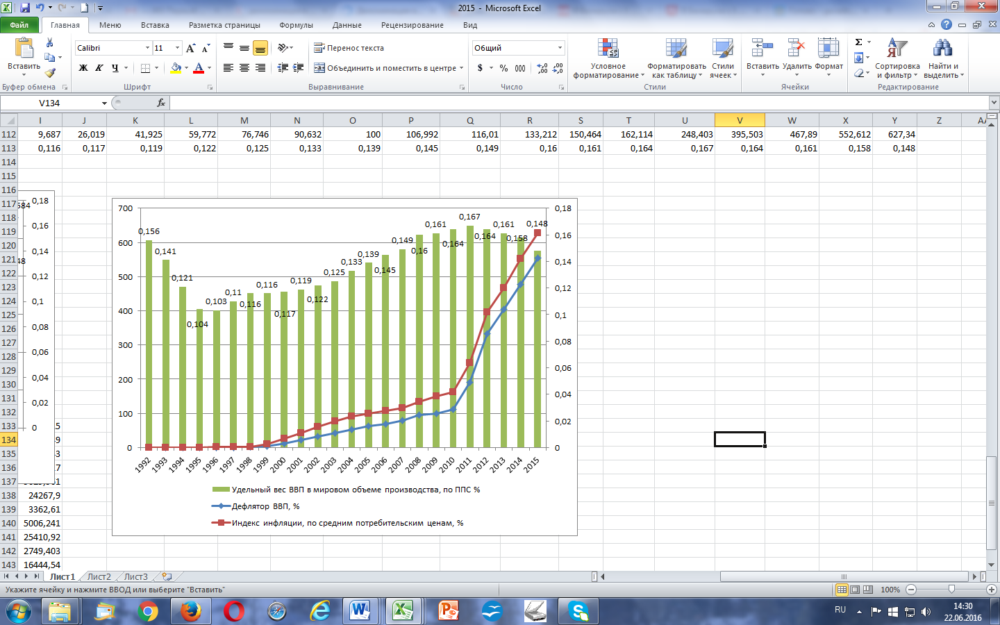 2015 - Microsoft Excel
Файл Главная Меню Вставка Разметка страницы Формулы Данные Рецензирование Вид
Вставить
Буфер обмена
Calibri 11
Ж К Ч
Шрифт
Перенос текста
Объединить и поместить в центре
Выравнивание
Общий
$ % 000
Число
Условное форматирование
Форматировать как таблицу
Стили ячеек
Стили
Вставить Удалить Формат
Ячейки
Сортировка и фильтр
Найти и выделить
Редактирование
V134 fx
I J K L M N O P Q R S T U V W X Y Z
112 9,687 26,019 41,925 59,772 76,746 90,632 100 106,992 116,01 133,212 150,464 162,114 248,403 395,503 467,89 552,612 627,34
113 0,116 0,117 0,119 0,122 0,125 0,133 0,139 0,145 0,149 0,16 0,161 0,164 0,167 0,164 0,161 0,158 0,148
114
115
116
117
118
119
120
121
122
123
124
125
126
127
128
129
130
131
132
133
134
135
136
137
138 24267,9
139 3362,61
140 5006,241
141 25410,92
142 2749,403
143 16444,54
0,18
0,16
0,14
0,12
0,1
0,08
0,06
0,04
0,02
0
700
600
500
400
300
200
100
0
0,156
0,141
0,121
0,104
0,103
0,11
0,116
0,116
0,117
0,119
0,122
0,125
0,133
0,139
0,145
0,149
0,16
0,161
0,164
0,167
0,164
0,161
0,158
0,148
0,18
0,16
0,14
0,12
0,1
0,08
0,06
0,04
0,02
0
1992 1993 1994 1995 1996 1997 1998 1999 2000 2001 2002 2003 2004 2005 2006 2007 2008 2009 2010 2011 2012 2013 2014 2015
Удельный вес ВВП в мировом объеме производства, по ППС %
Дефлятор ВВП, %
Индекс инфляции, по средним потребительским ценам, %
Лист1 Лист2 Лист3
Укажите ячейку и нажмите ВВОД или выберите "Вставить"
100%
RU
14:30
22.06.2016